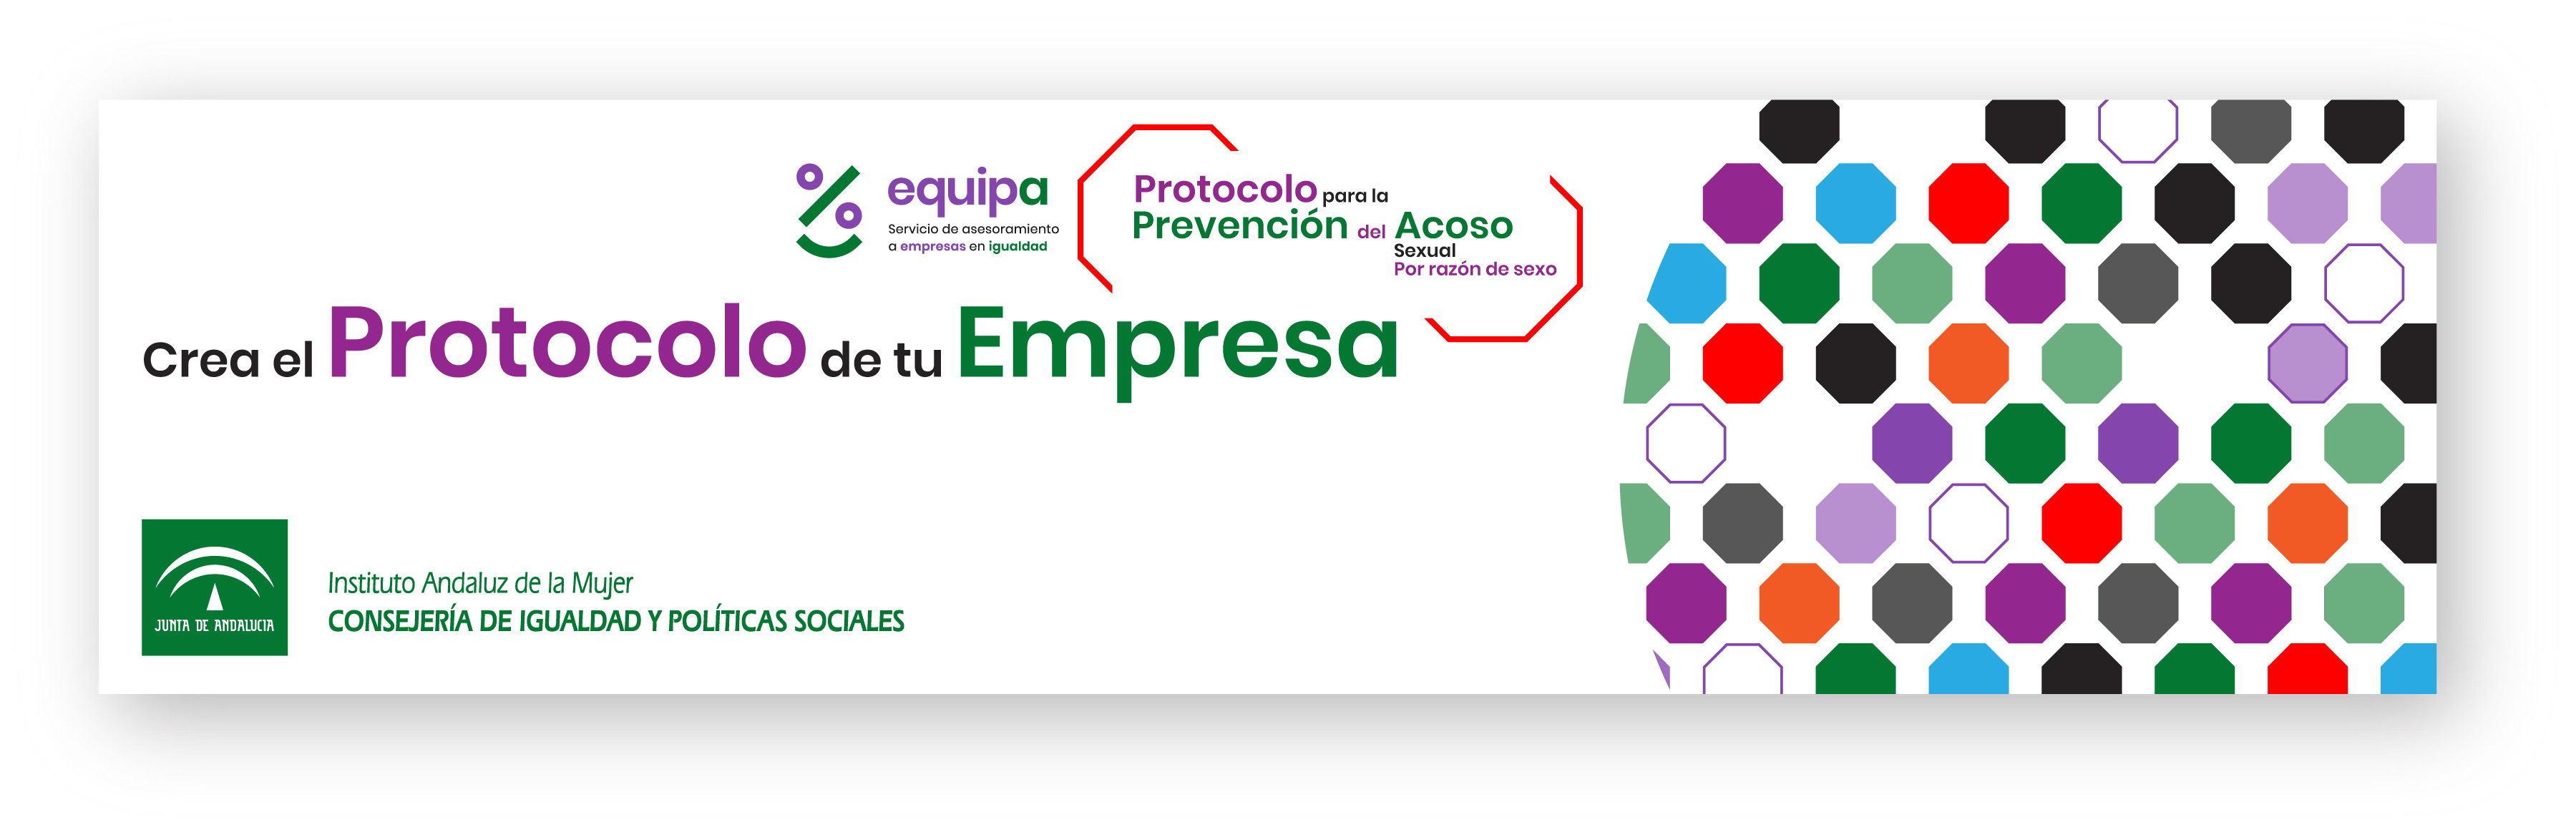 equipa
Servicio de asesoramiento
a empresas en igualdad
Protocolo para la
Prevención del Acoso
Sexual
Por razón de sexo
Crea el Protocolo de tu Empresa
JUNTA DE ANDALUCIA
Instituto Andaluz de la Mujer
CONSEJERÍA DE IGUALDAD Y POLÍTICAS SOCIALES